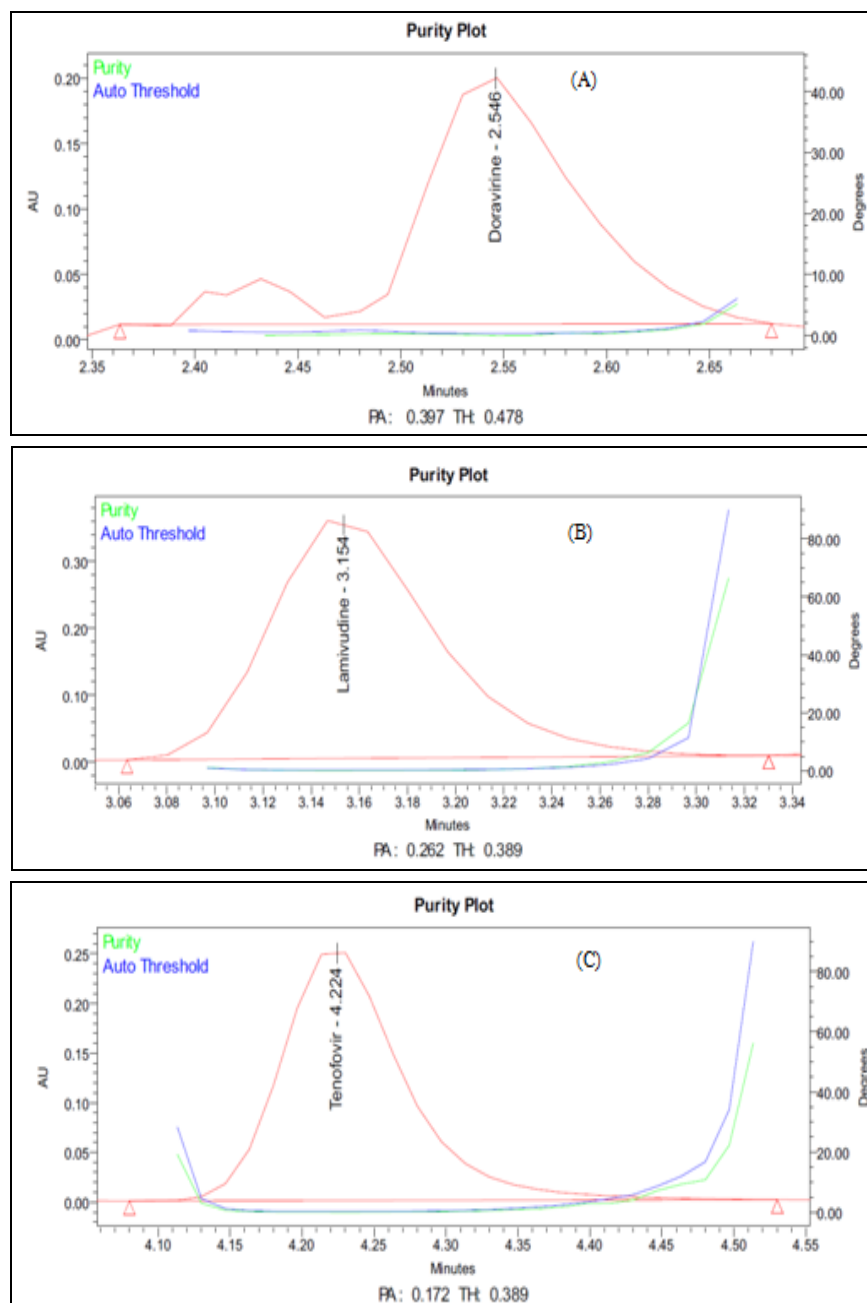 Purity Plot
Purity
Auto Threshold
(A)
0.20
0.15
0.10
0.05
0.00
AU
Doravirine - 2.546
40.00
30.00
20.00
10.00
0.00
Degrees
2.35 2.40 2.45 2.50 2.55 2.60 2.65
Minutes
PA: 0.397 TH: 0.478
Purity Plot
Purity
Auto Threshold
(B)
0.30
0.20
0.10
0.00
AU
Lamivudine - 3.154
80.00
60.00
40.00
20.00
0.00
Degrees
3.06 3.08 3.10 3.12 3.14 3.16 3.18 3.20 3.22 3.24 3.26 3.28 3.30 3.32 3.34
Minutes
PA: 0.262 TH: 0.389
Purity Plot
Purity
Auto Threshold
(C)
0.25
0.20
0.15
0.10
0.05
0.00
AU
Tenofovir - 4.224
80.00
60.00
40.00
20.00
0.00
Degrees
4.10 4.15 4.20 4.25 4.30 4.35 4.40 4.45 4.50 4.55
Minutes
PA: 0.172 TH: 0.389